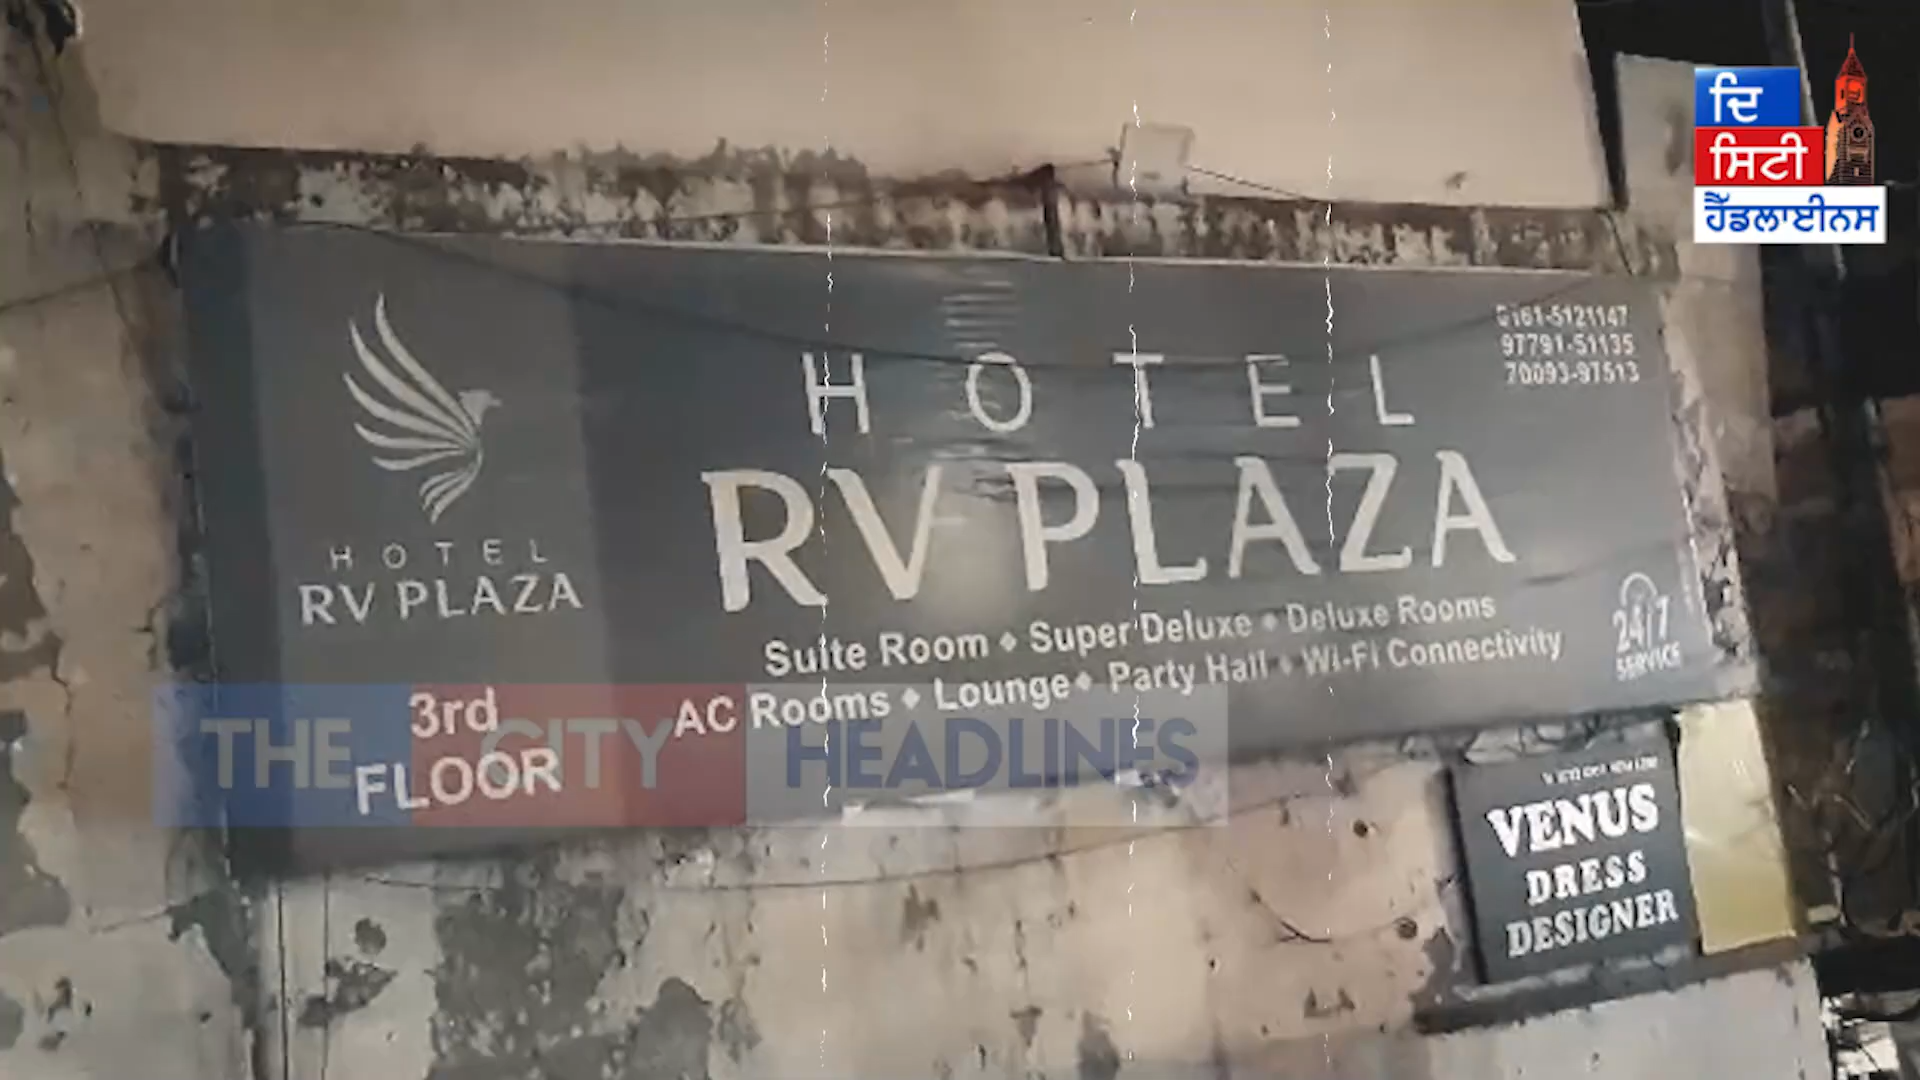 ਦਿ
ਸਿਟੀ
ਹੈੱਡਲਾਈਨਸ
0161-5121147
97791-51135
70093-97513
HOTEL
RV PLAZA
HOTEL
RV PLAZA
Suite Room • Super Deluxe • Deluxe Rooms
AC Rooms • Lounge • Party Hall • Wi-Fi Connectivity
24/7
SERVICE
3rd
FLOOR
THE CITY HEADLINES
VENUS
DRESS
DESIGNER